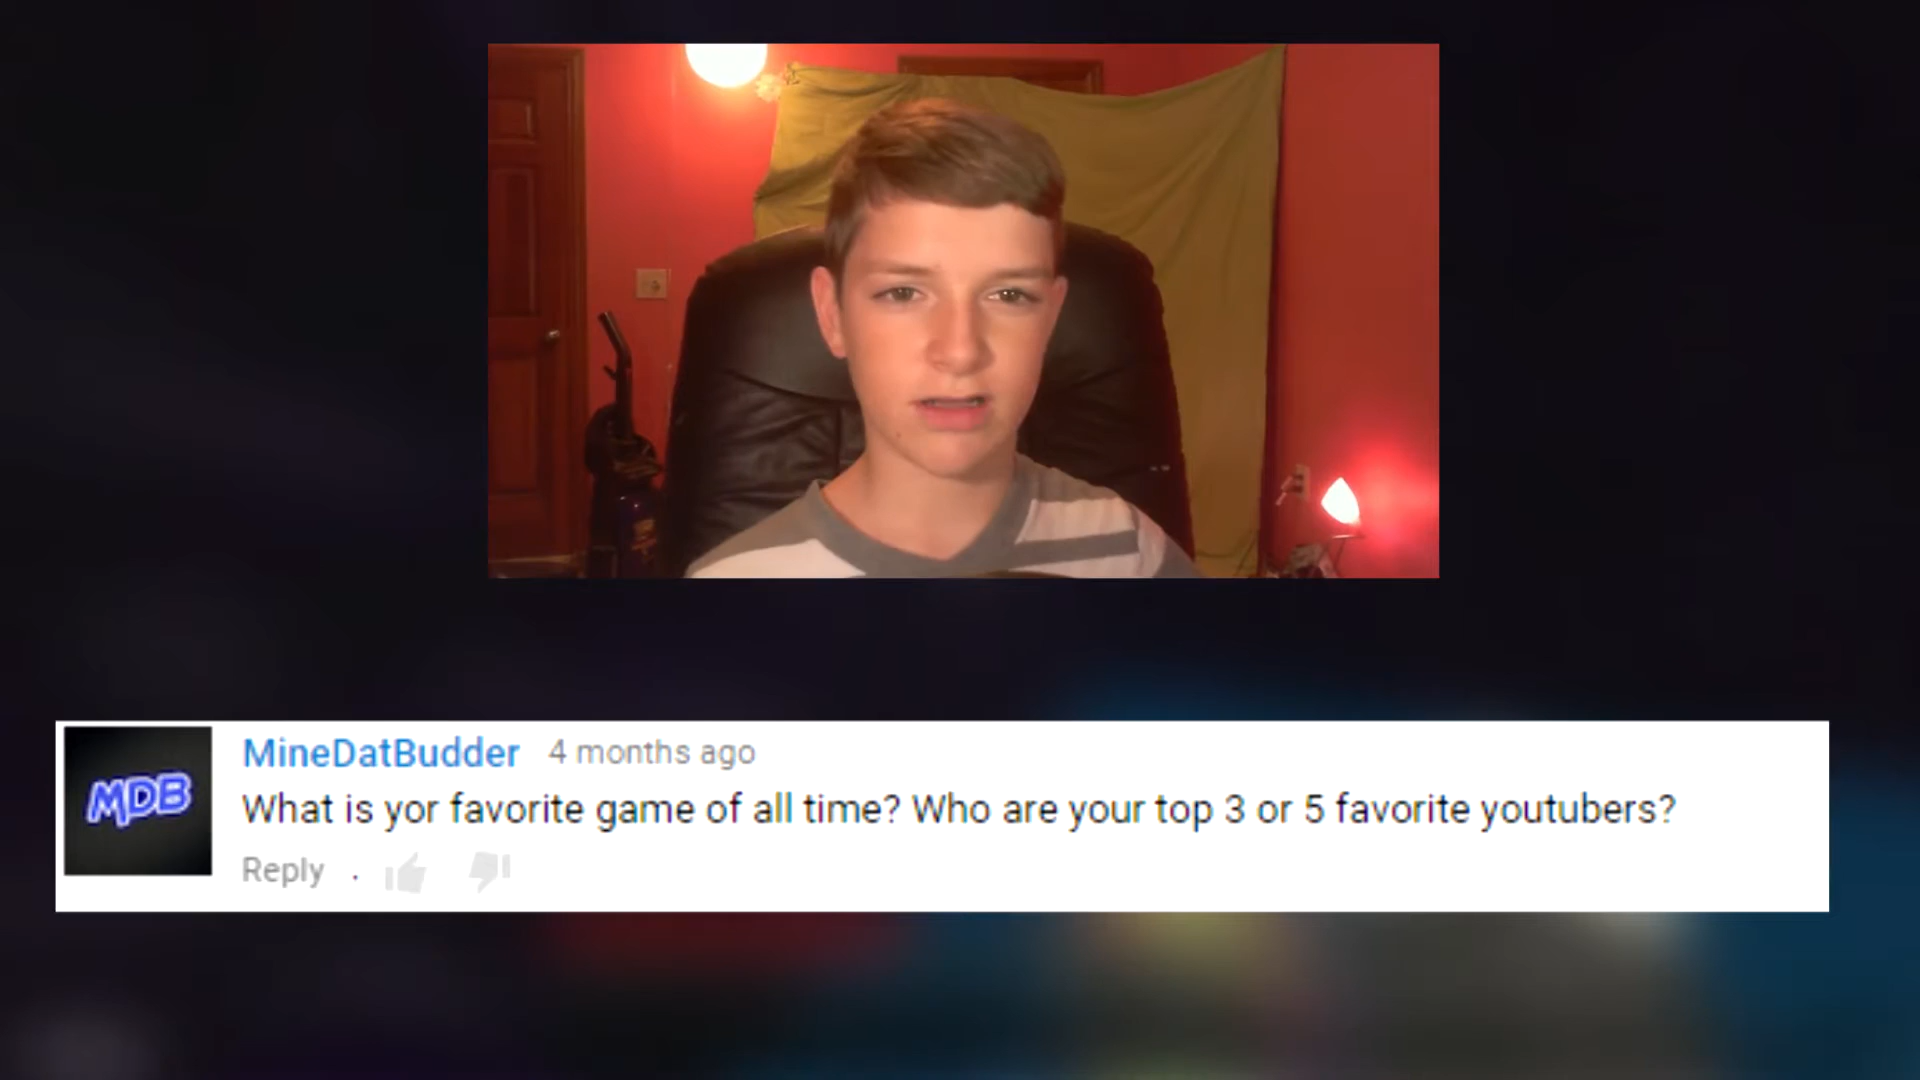 MDB
MineDatBudder 4 months ago
What is yor favorite game of all time? Who are your top 3 or 5 favorite youtubers?
Reply .